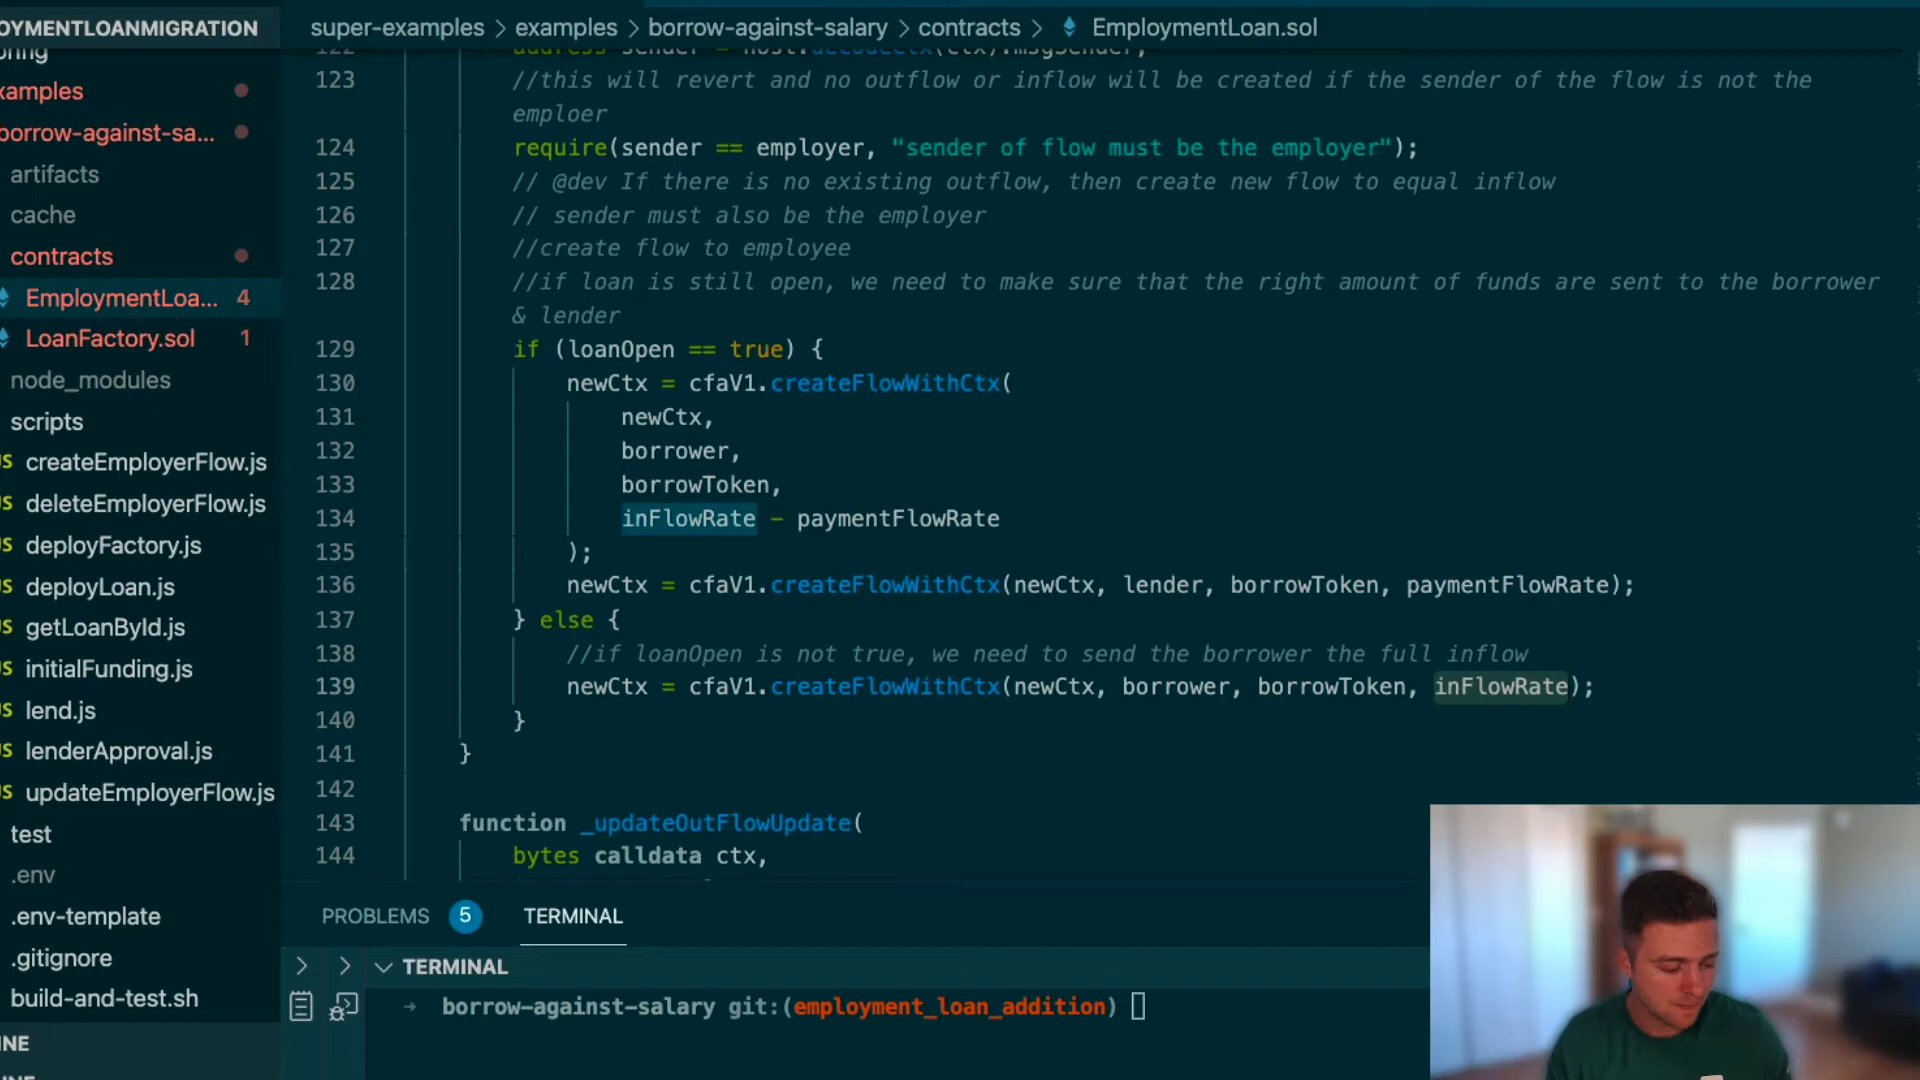 OYMENTLOANMIGRATION
super-examples > examples > borrow-against-salary > contracts > EmploymentLoan.sol
xamples
borrow-against-sa...
artifacts
cache
contracts
EmploymentLoa... 4
LoanFactory.sol 1
node_modules
scripts
createEmployerFlow.js
deleteEmployerFlow.js
deployFactory.js
deployLoan.js
getLoanById.js
initialFunding.js
lend.js
lenderApproval.js
updateEmployerFlow.js
test
.env
.env-template
.gitignore
build-and-test.sh
INE
123 //this will revert and no outflow or inflow will be created if the sender of the flow is not the
emploer
124 require(sender == employer, "sender of flow must be the employer");
125 // @dev If there is no existing outflow, then create new flow to equal inflow
126 // sender must also be the employer
127 //create flow to employee
128 //if loan is still open, we need to make sure that the right amount of funds are sent to the borrower
& lender
129 if (loanOpen == true) {
130 newCtx = cfaV1.createFlowWithCtx(
131 newCtx,
132 borrower,
133 borrowToken,
134 inFlowRate - paymentFlowRate
135 );
136 newCtx = cfaV1.createFlowWithCtx(newCtx, lender, borrowToken, paymentFlowRate);
137 } else {
138 //if loanOpen is not true, we need to send the borrower the full inflow
139 newCtx = cfaV1.createFlowWithCtx(newCtx, borrower, borrowToken, inFlowRate);
140 }
141 }
142
143 function _updateOutFlowUpdate(
144 bytes calldata ctx,
PROBLEMS 5 TERMINAL
TERMINAL
→ borrow-against-salary git:(employment_loan_addition)